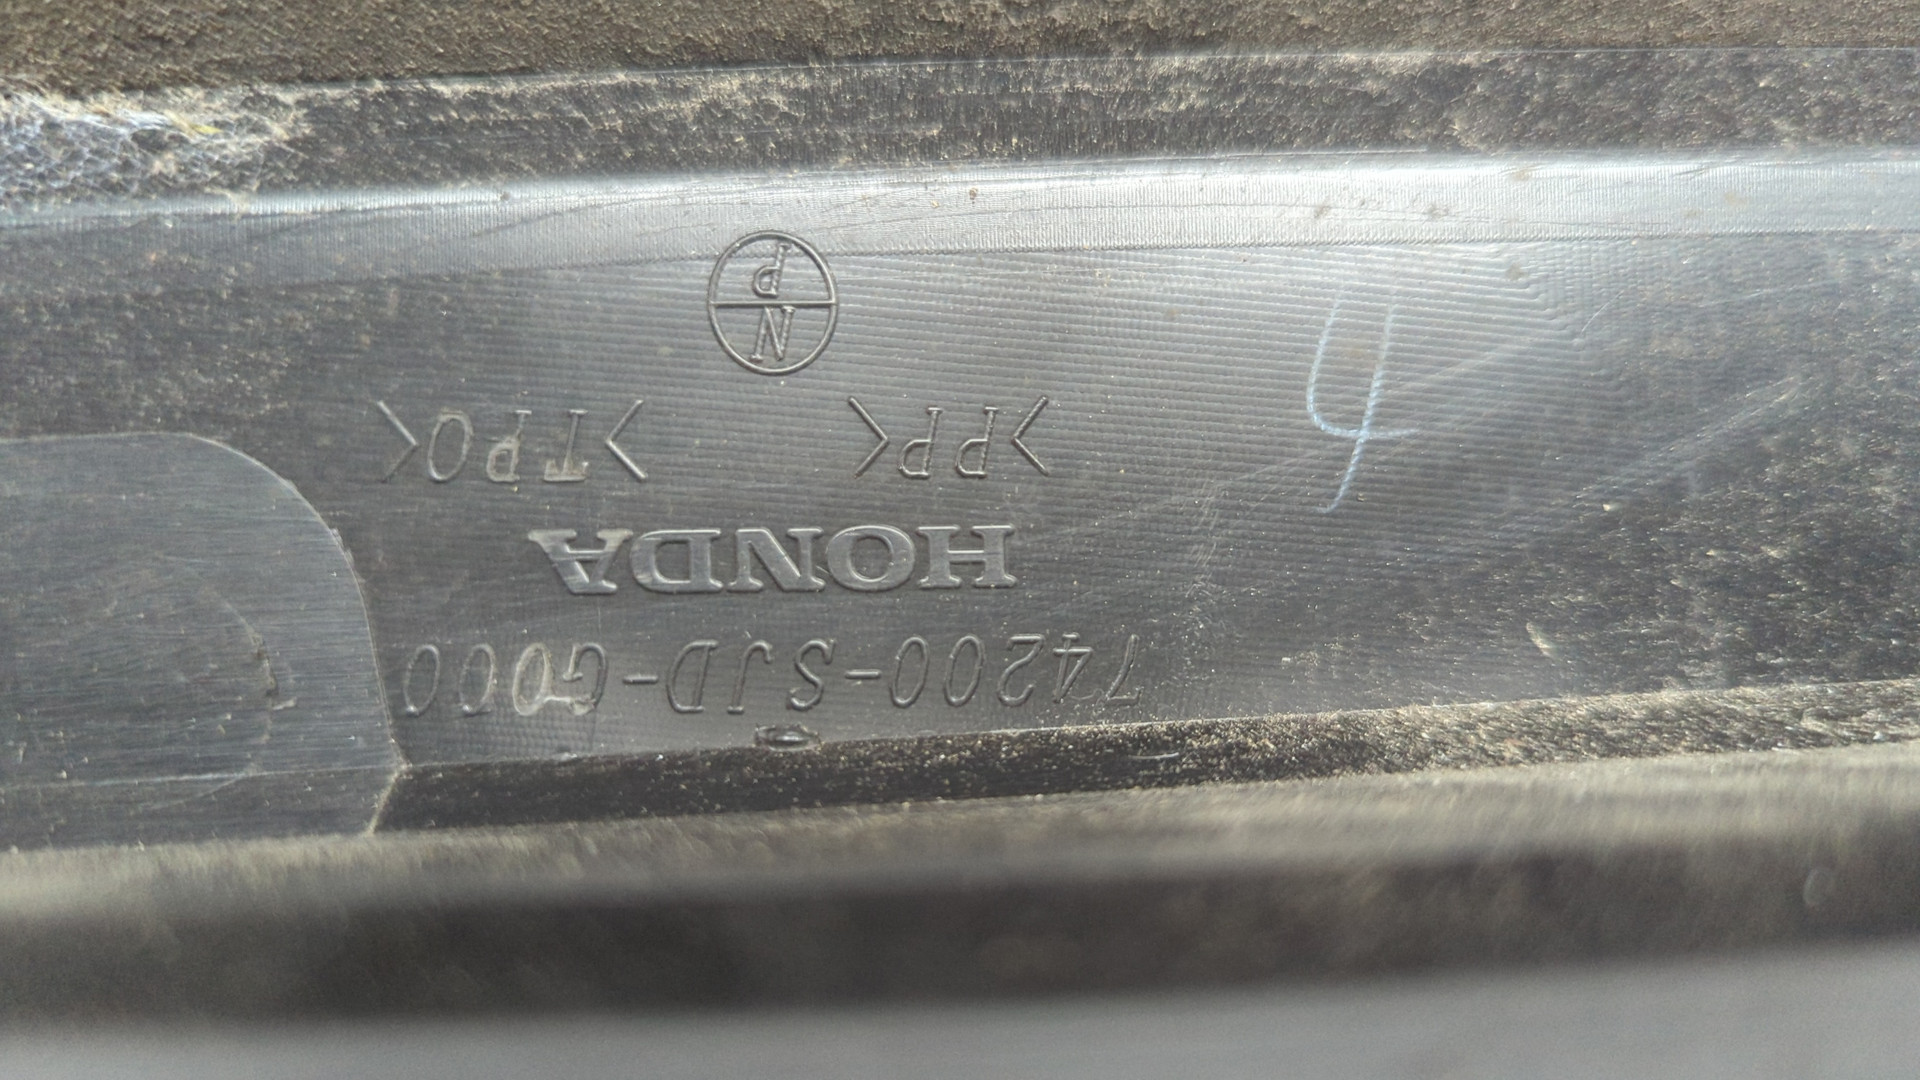 74200-SJD-G000
HONDA
>PP< >TPO<
N
P
4